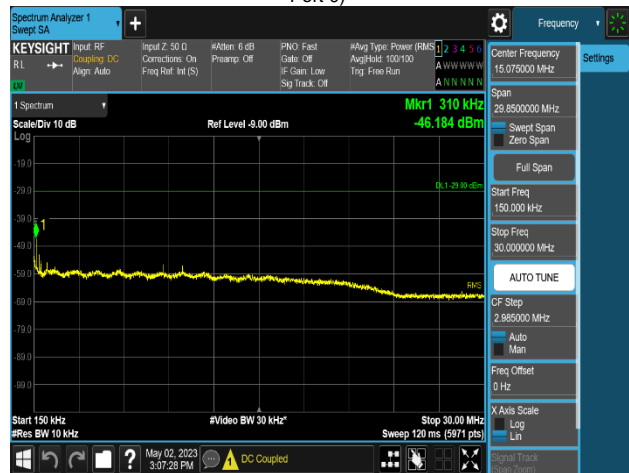 Port 6)
Spectrum Analyzer 1
Swept SA
Frequency
KEYSIGHT
RL
LV
Input: RF
Coupling: DC
Align: Auto
Input Z: 50 Ω
Corrections: On
Freq Ref: Int (S)
#Atten: 6 dB
Preamp: Off
PNO: Fast
Gate: Off
IF Gain: Low
Sig Track: Off
#Avg Type: Power (RMS
Avg|Hold: 100/100
Trig: Free Run
1 2 3 4 5 6
A W W W W W
A N N N N N
1 Spectrum
Scale/Div 10 dB
Ref Level -9.00 dBm
Mkr1 310 kHz
-46.184 dBm
Log
-19.0
-29.0
-39.0
-49.0
-59.0
-69.0
-79.0
-89.0
-99.0
DL1 -29.00 dBm
1
RMS
Start 150 kHz
#Res BW 10 kHz
#Video BW 30 kHz*
Stop 30.00 MHz
Sweep 120 ms (5971 pts)
Center Frequency
15.075000 MHz
Settings
Span
29.8500000 MHz
Swept Span
Zero Span
Full Span
Start Freq
150.000 kHz
Stop Freq
30.000000 MHz
AUTO TUNE
CF Step
2.985000 MHz
Auto
Man
Freq Offset
0 Hz
X Axis Scale
Log
Lin
Signal Track
(Span Zoom)
?
May 02, 2023
3:07:28 PM
DC Coupled